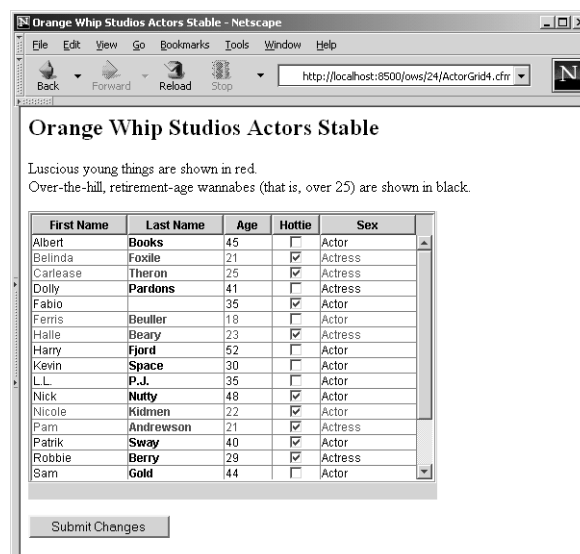 Orange Whip Studios Actors Stable - Netscape
File Edit View Go Bookmarks Tools Window Help
Back Forward Reload Stop http://localhost:8500/ows/24/ActorGrid4.cfm N
Orange Whip Studios Actors Stable
Luscious young things are shown in red.
Over-the-hill, retirement-age wannabes (that is, over 25) are shown in black.
First Name Last Name Age Hottie Sex
Albert Books 45 Actor
Belinda Foxile 21 Actress
Carlease Theron 25 Actress
Dolly Pardons 41 Actress
Fabio 35 Actor
Ferris Beuller 18 Actor
Halle Beary 23 Actress
Harry Fjord 52 Actor
Kevin Space 30 Actor
L.L. P.J. 35 Actor
Nick Nutty 48 Actor
Nicole Kidmen 22 Actor
Pam Andrewson 21 Actress
Patrik Sway 40 Actor
Robbie Berry 29 Actress
Sam Gold 44 Actor
Submit Changes